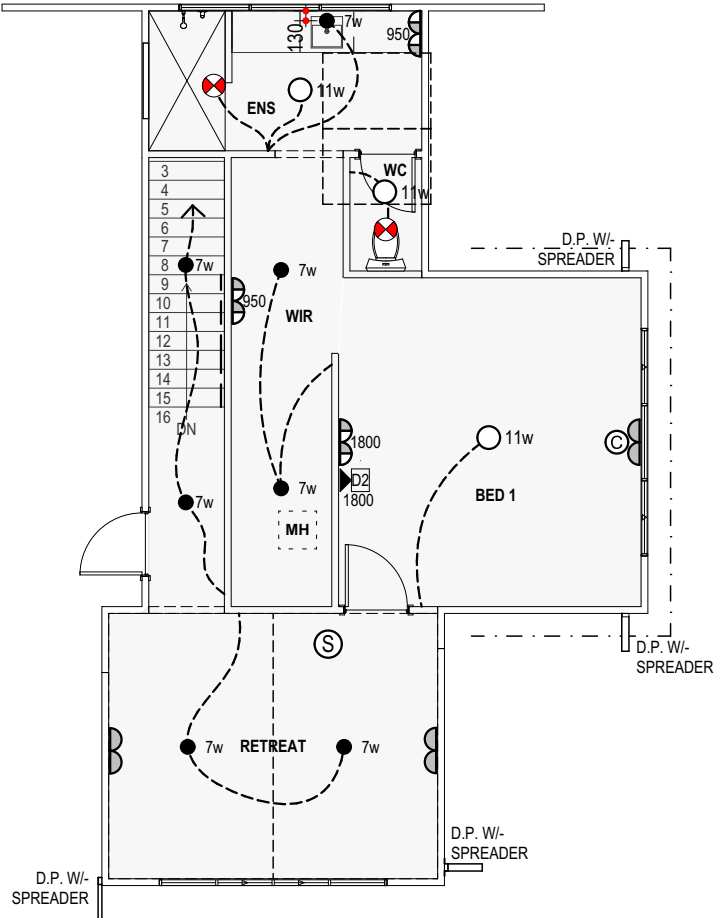 7w
950
130
11w
ENS
WC
11w
3
4
5
6
7
8
7w
9
10
11
12
13
14
15
16
DN
7w
950
WIR
D.P. W/-
SPREADER
1800
D2
1800
11w
C
BED 1
7w
7w
MH
S
D.P. W/-
SPREADER
7w
RETREAT
7w
D.P. W/-
SPREADER
D.P. W/-
SPREADER